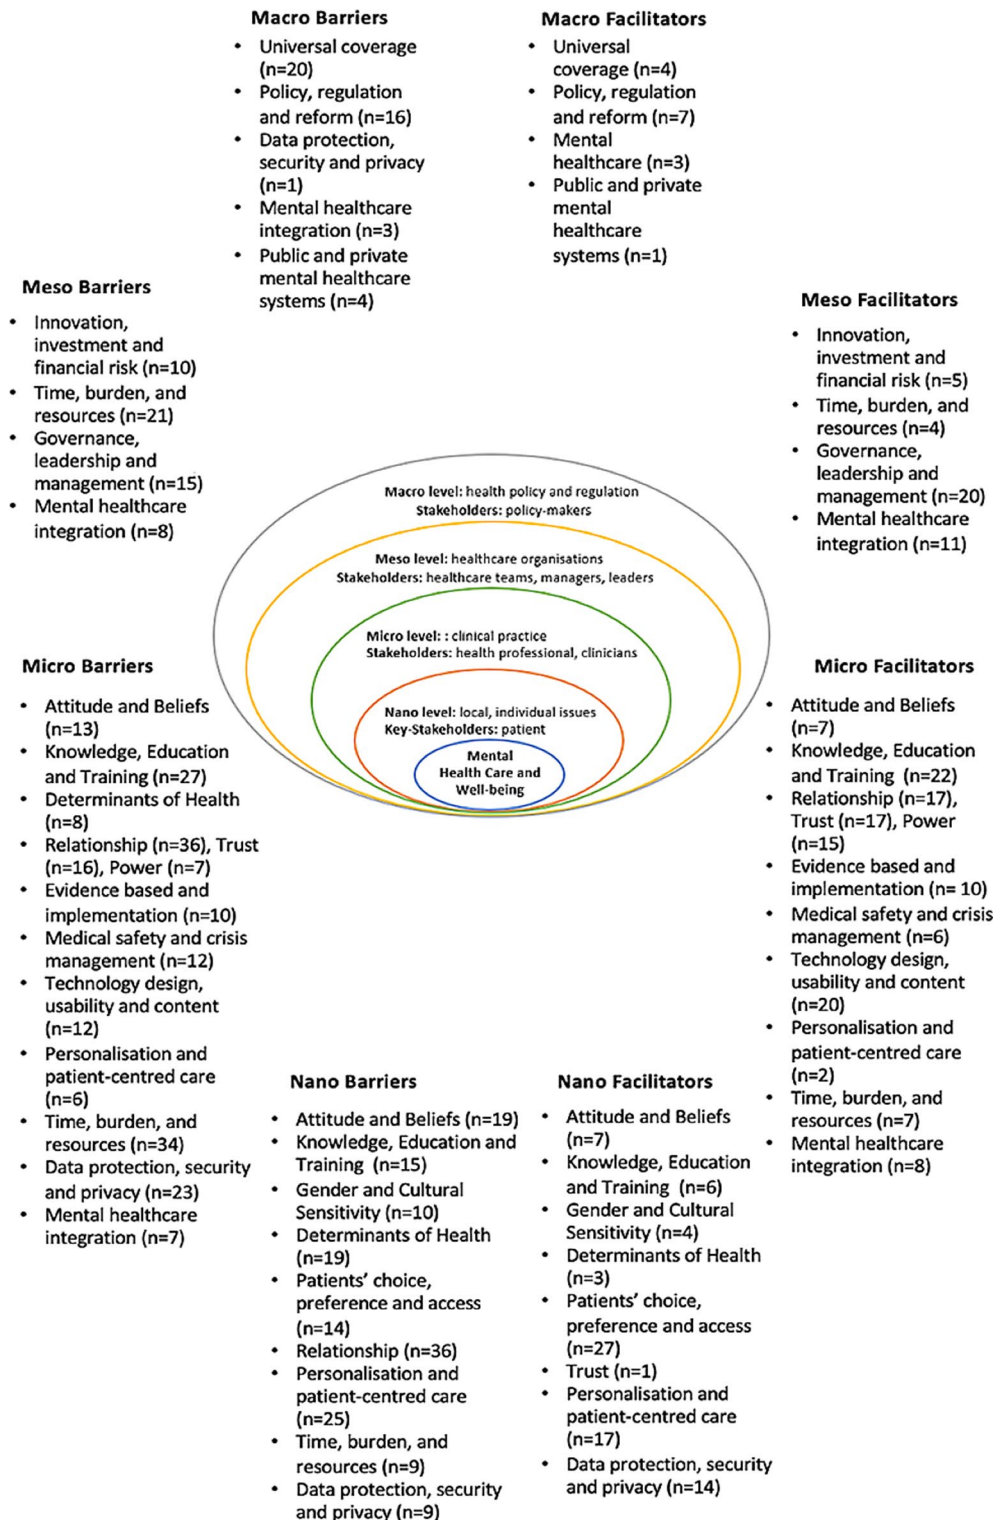 Macro Barriers
• Universal coverage
(n=20)
• Policy, regulation
and reform (n=16)
• Data protection,
security and privacy
(n=1)
• Mental healthcare
integration (n=3)
• Public and private
mental healthcare
systems (n=4)
Macro Facilitators
• Universal
coverage (n=4)
• Policy, regulation
and reform (n=7)
• Mental
healthcare (n=3)
• Public and private
mental
healthcare
systems (n=1)
Meso Barriers
• Innovation,
investment and
financial risk (n=10)
• Time, burden, and
resources (n=21)
• Governance,
leadership and
management (n=15)
• Mental healthcare
integration (n=8)
Meso Facilitators
• Innovation,
investment and
financial risk (n=5)
• Time, burden, and
resources (n=4)
• Governance,
leadership and
management (n=20)
• Mental healthcare
integration (n=11)
Macro level: health policy and regulation
Stakeholders: policy-makers
Meso level: healthcare organisations
Stakeholders: healthcare teams, managers, leaders
Micro level: : clinical practice
Stakeholders: health professional, clinicians
Nano level: local, individual issues
Key-Stakeholders: patient
Mental
Health Care and
Well-being
Micro Barriers
• Attitude and Beliefs
(n=13)
• Knowledge, Education
and Training (n=27)
• Determinants of Health
(n=8)
• Relationship (n=36), Trust
(n=16), Power (n=7)
• Evidence based and
implementation (n=10)
• Medical safety and crisis
management (n=12)
• Technology design,
usability and content
(n=12)
• Personalisation and
patient-centred care
(n=6)
• Time, burden, and
resources (n=34)
• Data protection, security
and privacy (n=23)
• Mental healthcare
integration (n=7)
Micro Facilitators
• Attitude and Beliefs
(n=7)
• Knowledge, Education
and Training (n=22)
• Relationship (n=17),
Trust (n=17), Power
(n=15)
• Evidence based and
implementation (n= 10)
• Medical safety and crisis
management (n=6)
• Technology design,
usability and content
(n=20)
• Personalisation and
patient-centred care
(n=2)
• Time, burden, and
resources (n=7)
• Mental healthcare
integration (n=8)
Nano Barriers
• Attitude and Beliefs (n=19)
• Knowledge, Education and
Training (n=15)
• Gender and Cultural
Sensitivity (n=10)
• Determinants of Health
(n=19)
• Patients' choice,
preference and access
(n=14)
• Relationship (n=36)
• Personalisation and
patient-centred care
(n=25)
• Time, burden, and
resources (n=9)
• Data protection, security
and privacy (n=9)
Nano Facilitators
• Attitude and Beliefs
(n=7)
• Knowledge, Education
and Training (n=6)
• Gender and Cultural
Sensitivity (n=4)
• Determinants of Health
(n=3)
• Patients' choice,
preference and access
(n=27)
• Trust (n=1)
• Personalisation and
patient-centred care
(n=17)
• Data protection, security
and privacy (n=14)